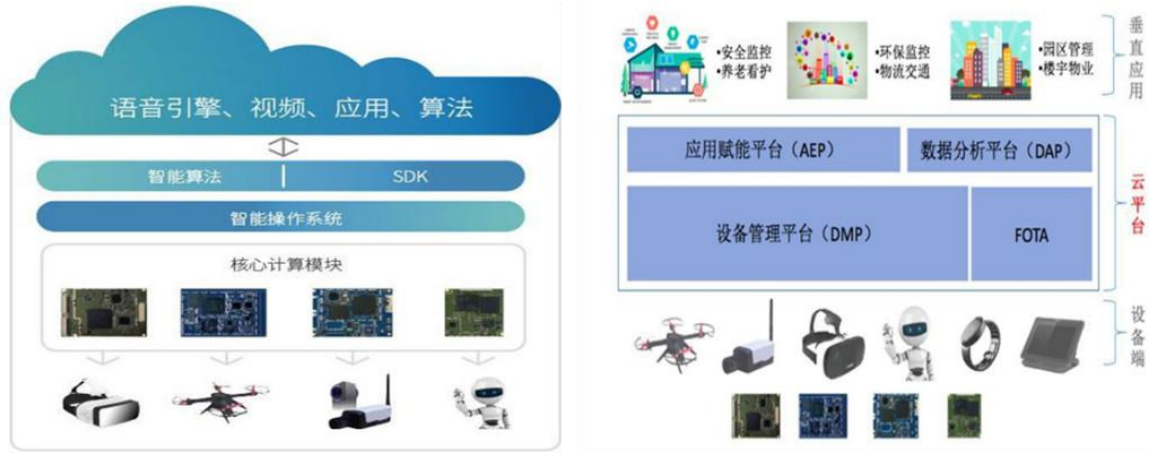 语音引擎、视频、应用、算法
智能算法
SDK
智能操作系统
核心计算模块
•安全监控
•养老看护
•环保监控
•物流交通
•园区管理
•楼宇物业
垂直应用
应用赋能平台（AEP）
数据分析平台（DAP）
设备管理平台（DMP）
FOTA
云平台
设备端